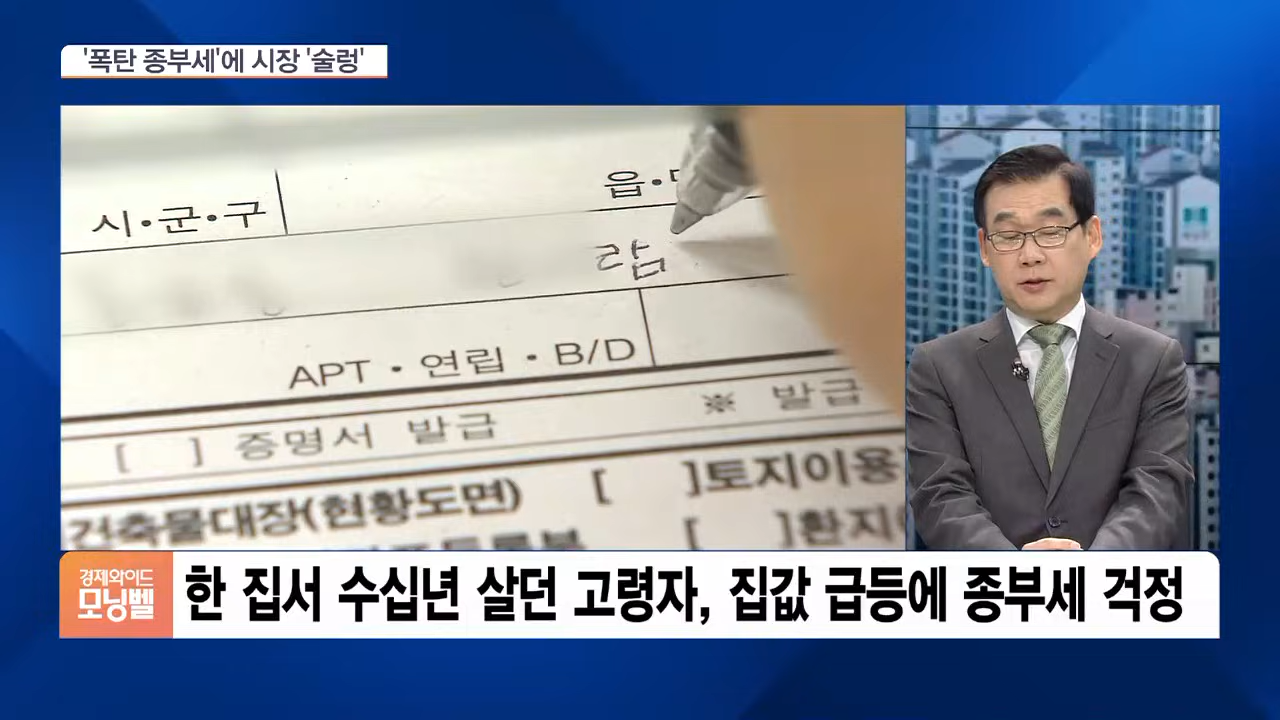 '폭탄 종부세'에 시장 '술렁'
시·군·구
읍·
람
APT · 연립 · B/D
[ ] 증명서 발급
※ 발급
건축물대장(현황도면) [ ]토지이용
[ ]환지
경제와이드
모닝벨
한 집서 수십년 살던 고령자, 집값 급등에 종부세 걱정